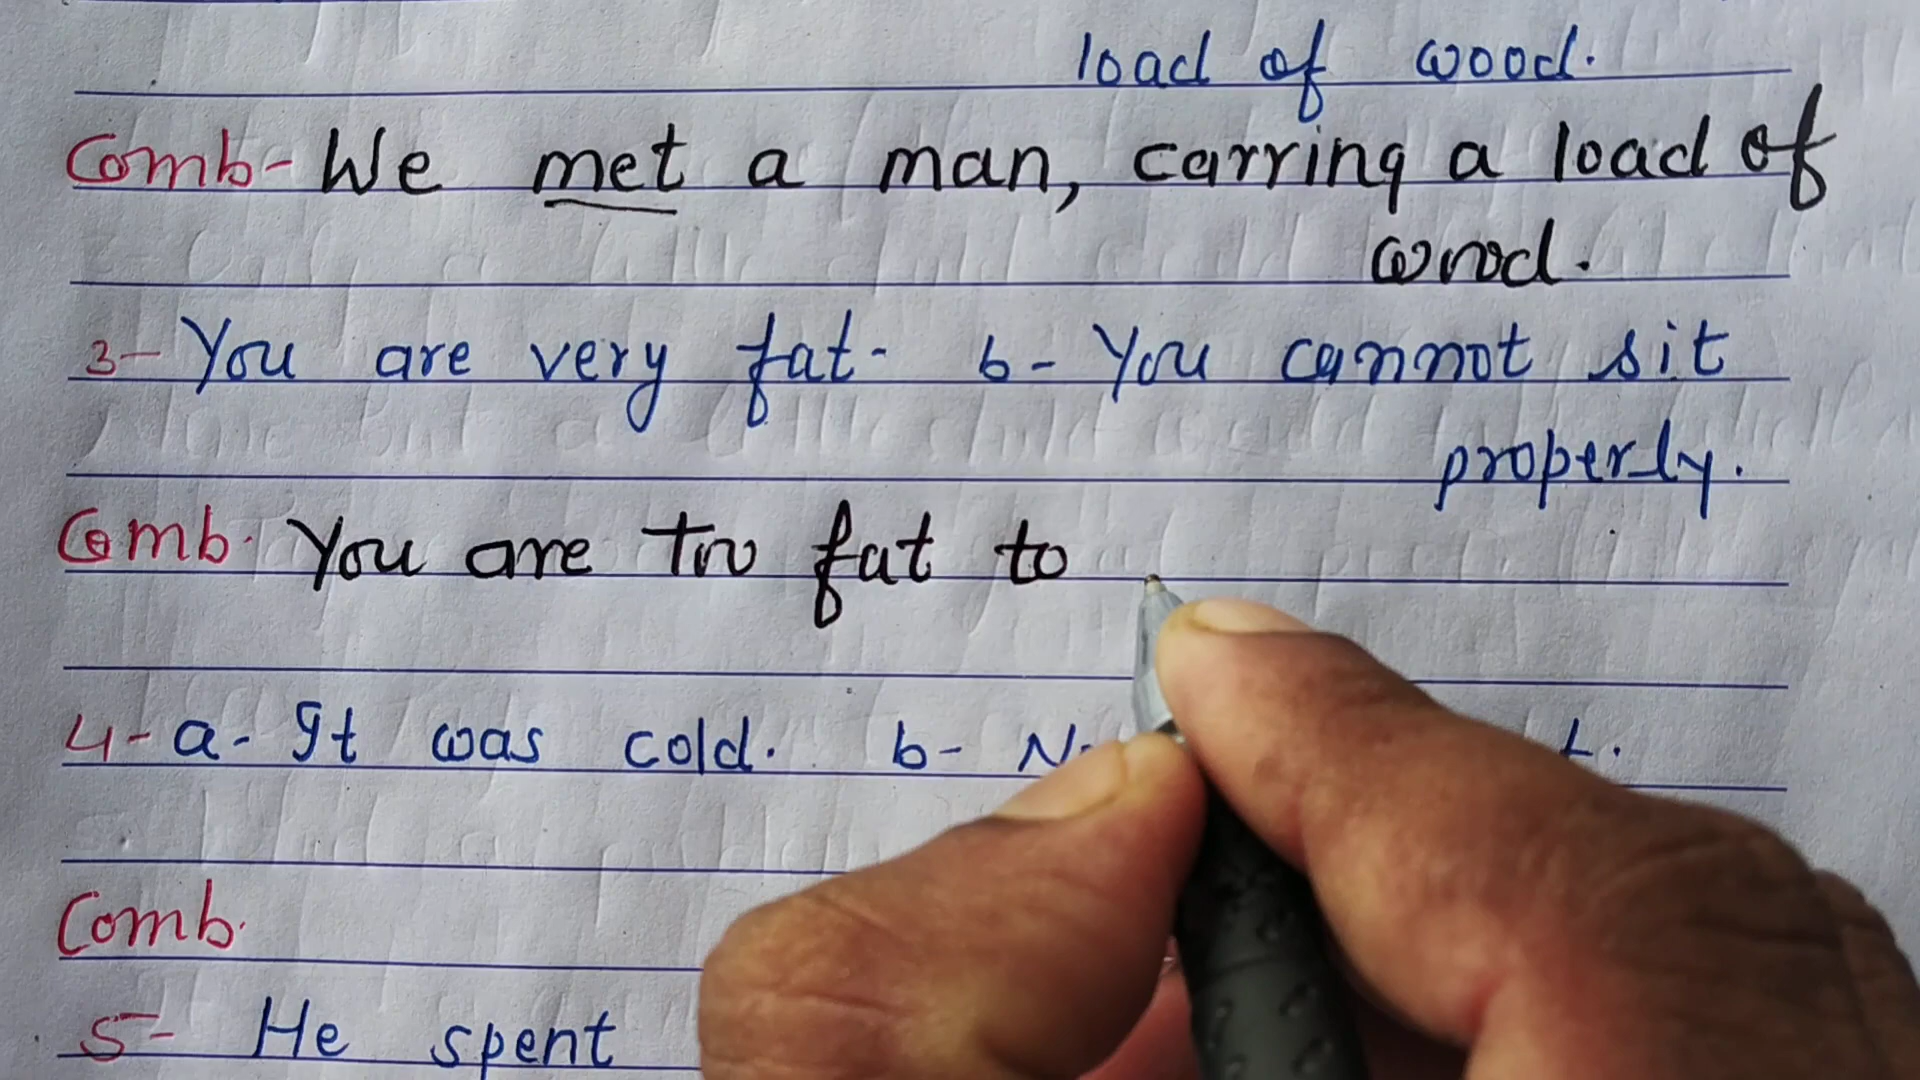 load of wood.
Comb- We met a man, carring a load of
wood.
3- You are very fat. b- You cannot sit
properly.
Comb. You are too fat to
4- a- It was cold. b-
Comb.
5- He spent